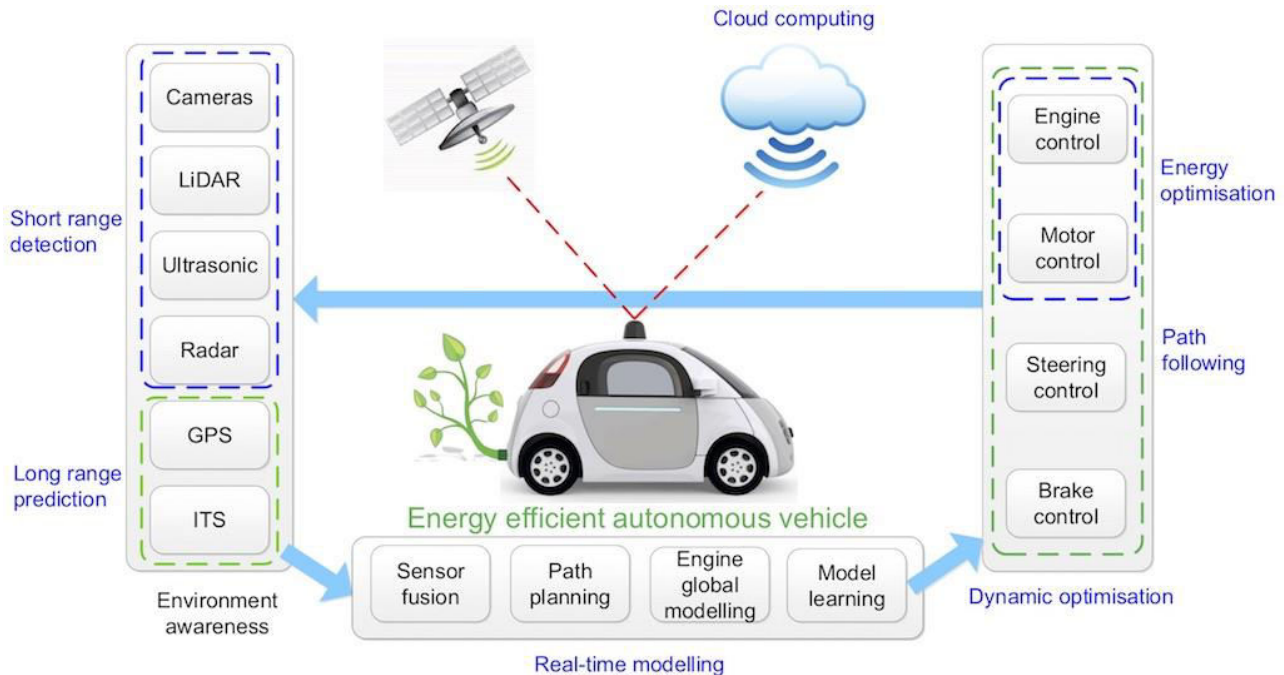 Cloud computing
Cameras
LiDAR
Ultrasonic
Radar
Short range
detection
GPS
ITS
Long range
prediction
Environment
awareness
Energy efficient autonomous vehicle
Sensor
fusion
Path
planning
Engine
global
modelling
Model
learning
Real-time modelling
Engine
control
Motor
control
Energy
optimisation
Steering
control
Brake
control
Path
following
Dynamic optimisation